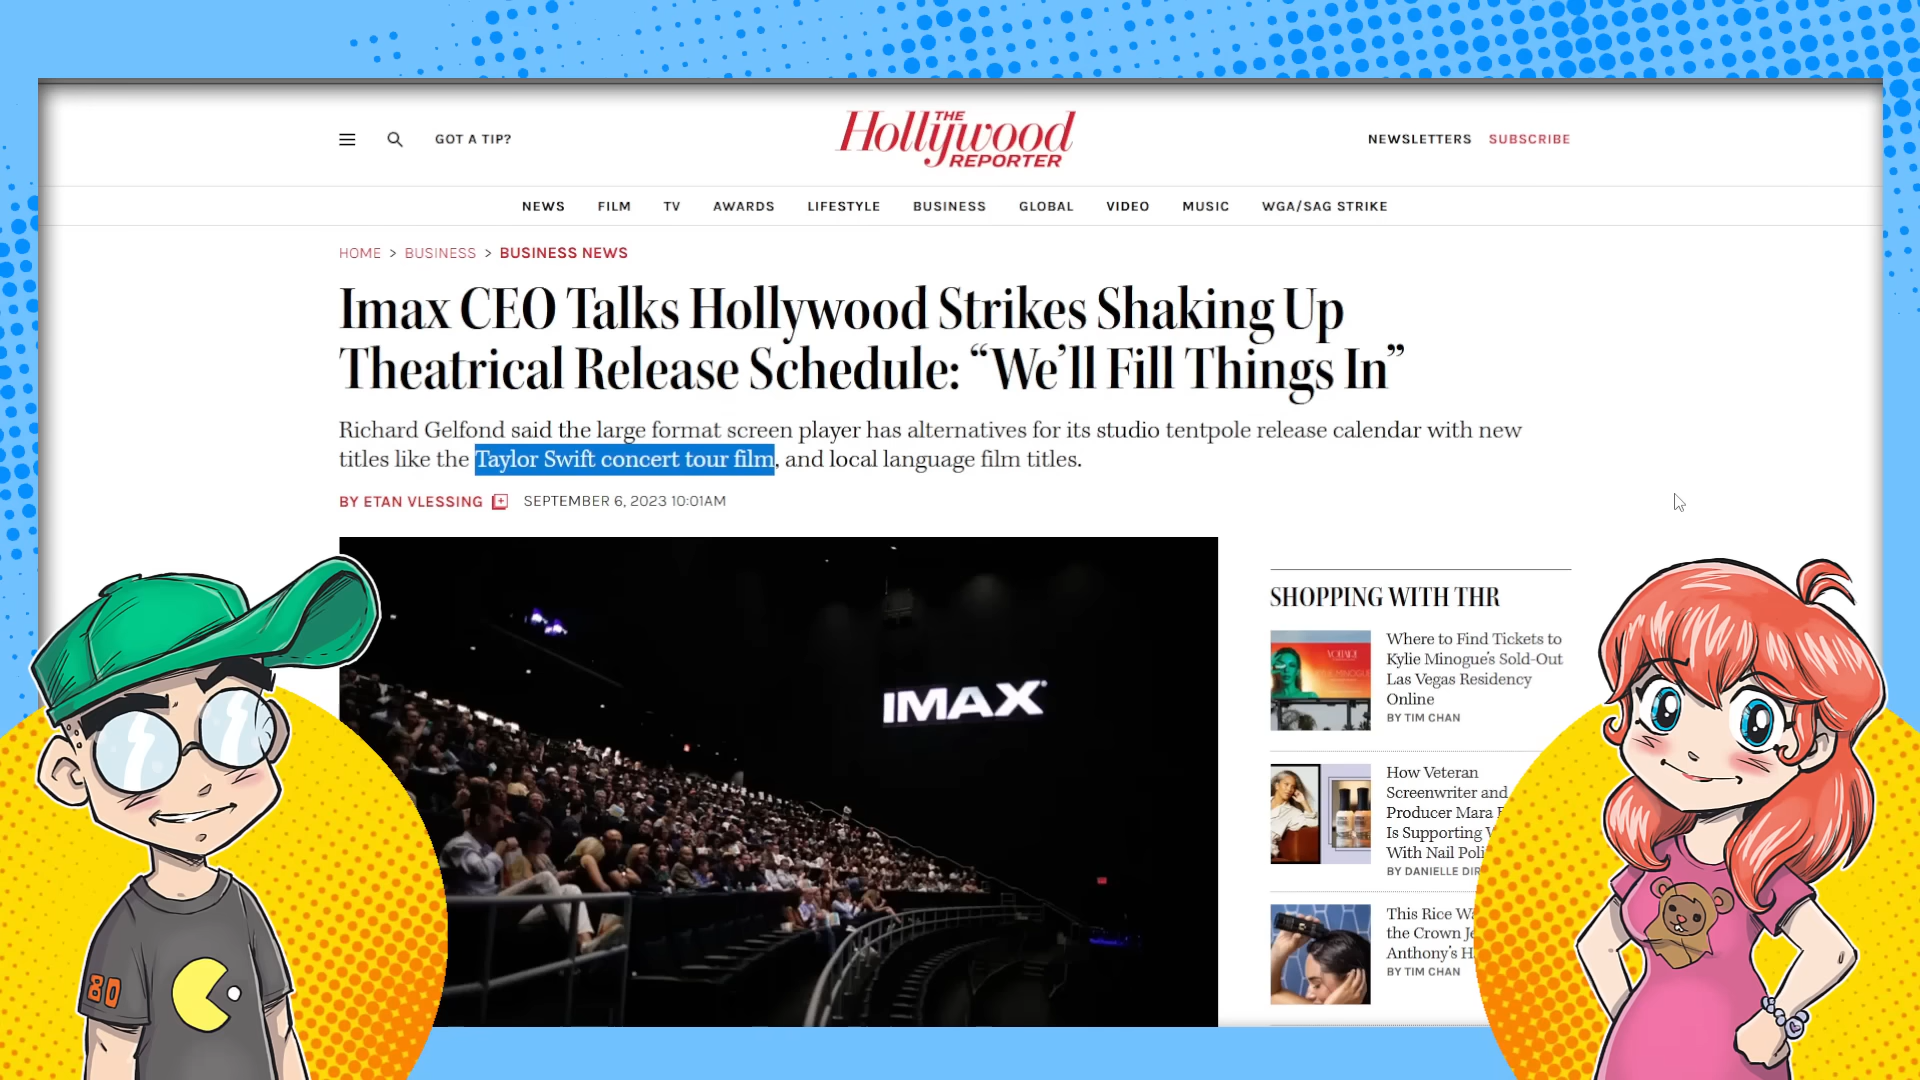 GOT A TIP?
THE
Hollywood
REPORTER
NEWSLETTERS SUBSCRIBE
NEWS FILM TV AWARDS LIFESTYLE BUSINESS GLOBAL VIDEO MUSIC WGA/SAG STRIKE
HOME > BUSINESS > BUSINESS NEWS
Imax CEO Talks Hollywood Strikes Shaking Up
Theatrical Release Schedule: “We’ll Fill Things In”
Richard Gelfond said the large format screen player has alternatives for its studio tentpole release calendar with new
titles like the Taylor Swift concert tour film, and local language film titles.
BY ETAN VLESSING SEPTEMBER 6, 2023 10:01AM
IMAX
SHOPPING WITH THR
VOLTAIRE
Where to Find Tickets to
Kylie Minogue's Sold-Out
Las Vegas Residency
Online
BY TIM CHAN
How Veteran
Screenwriter and
Producer Mara
Is Supporting
With Nail
BY DANIELLE
This Rice
the Crown
Anthony's
BY TIM CHAN
80